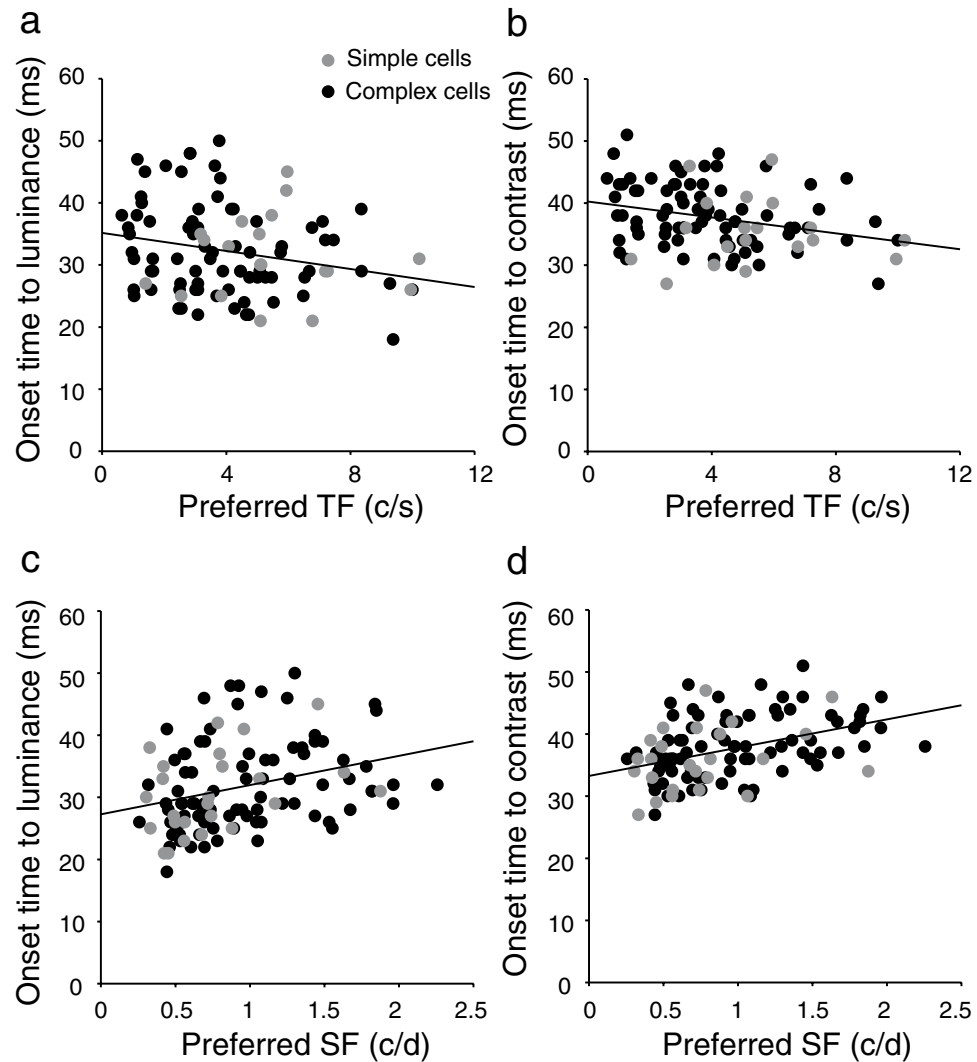 a
Onset time to luminance (ms)
60
50
40
30
20
10
0
0 4 8 12
Preferred TF (c/s)
Simple cells
Complex cells
b
Onset time to contrast (ms)
60
50
40
30
20
10
0
0 4 8 12
Preferred TF (c/s)
c
Onset time to luminance (ms)
60
50
40
30
20
10
0
0 0.5 1 1.5 2 2.5
Preferred SF (c/d)
d
Onset time to contrast (ms)
60
50
40
30
20
10
0
0 0.5 1 1.5 2 2.5
Preferred SF (c/d)